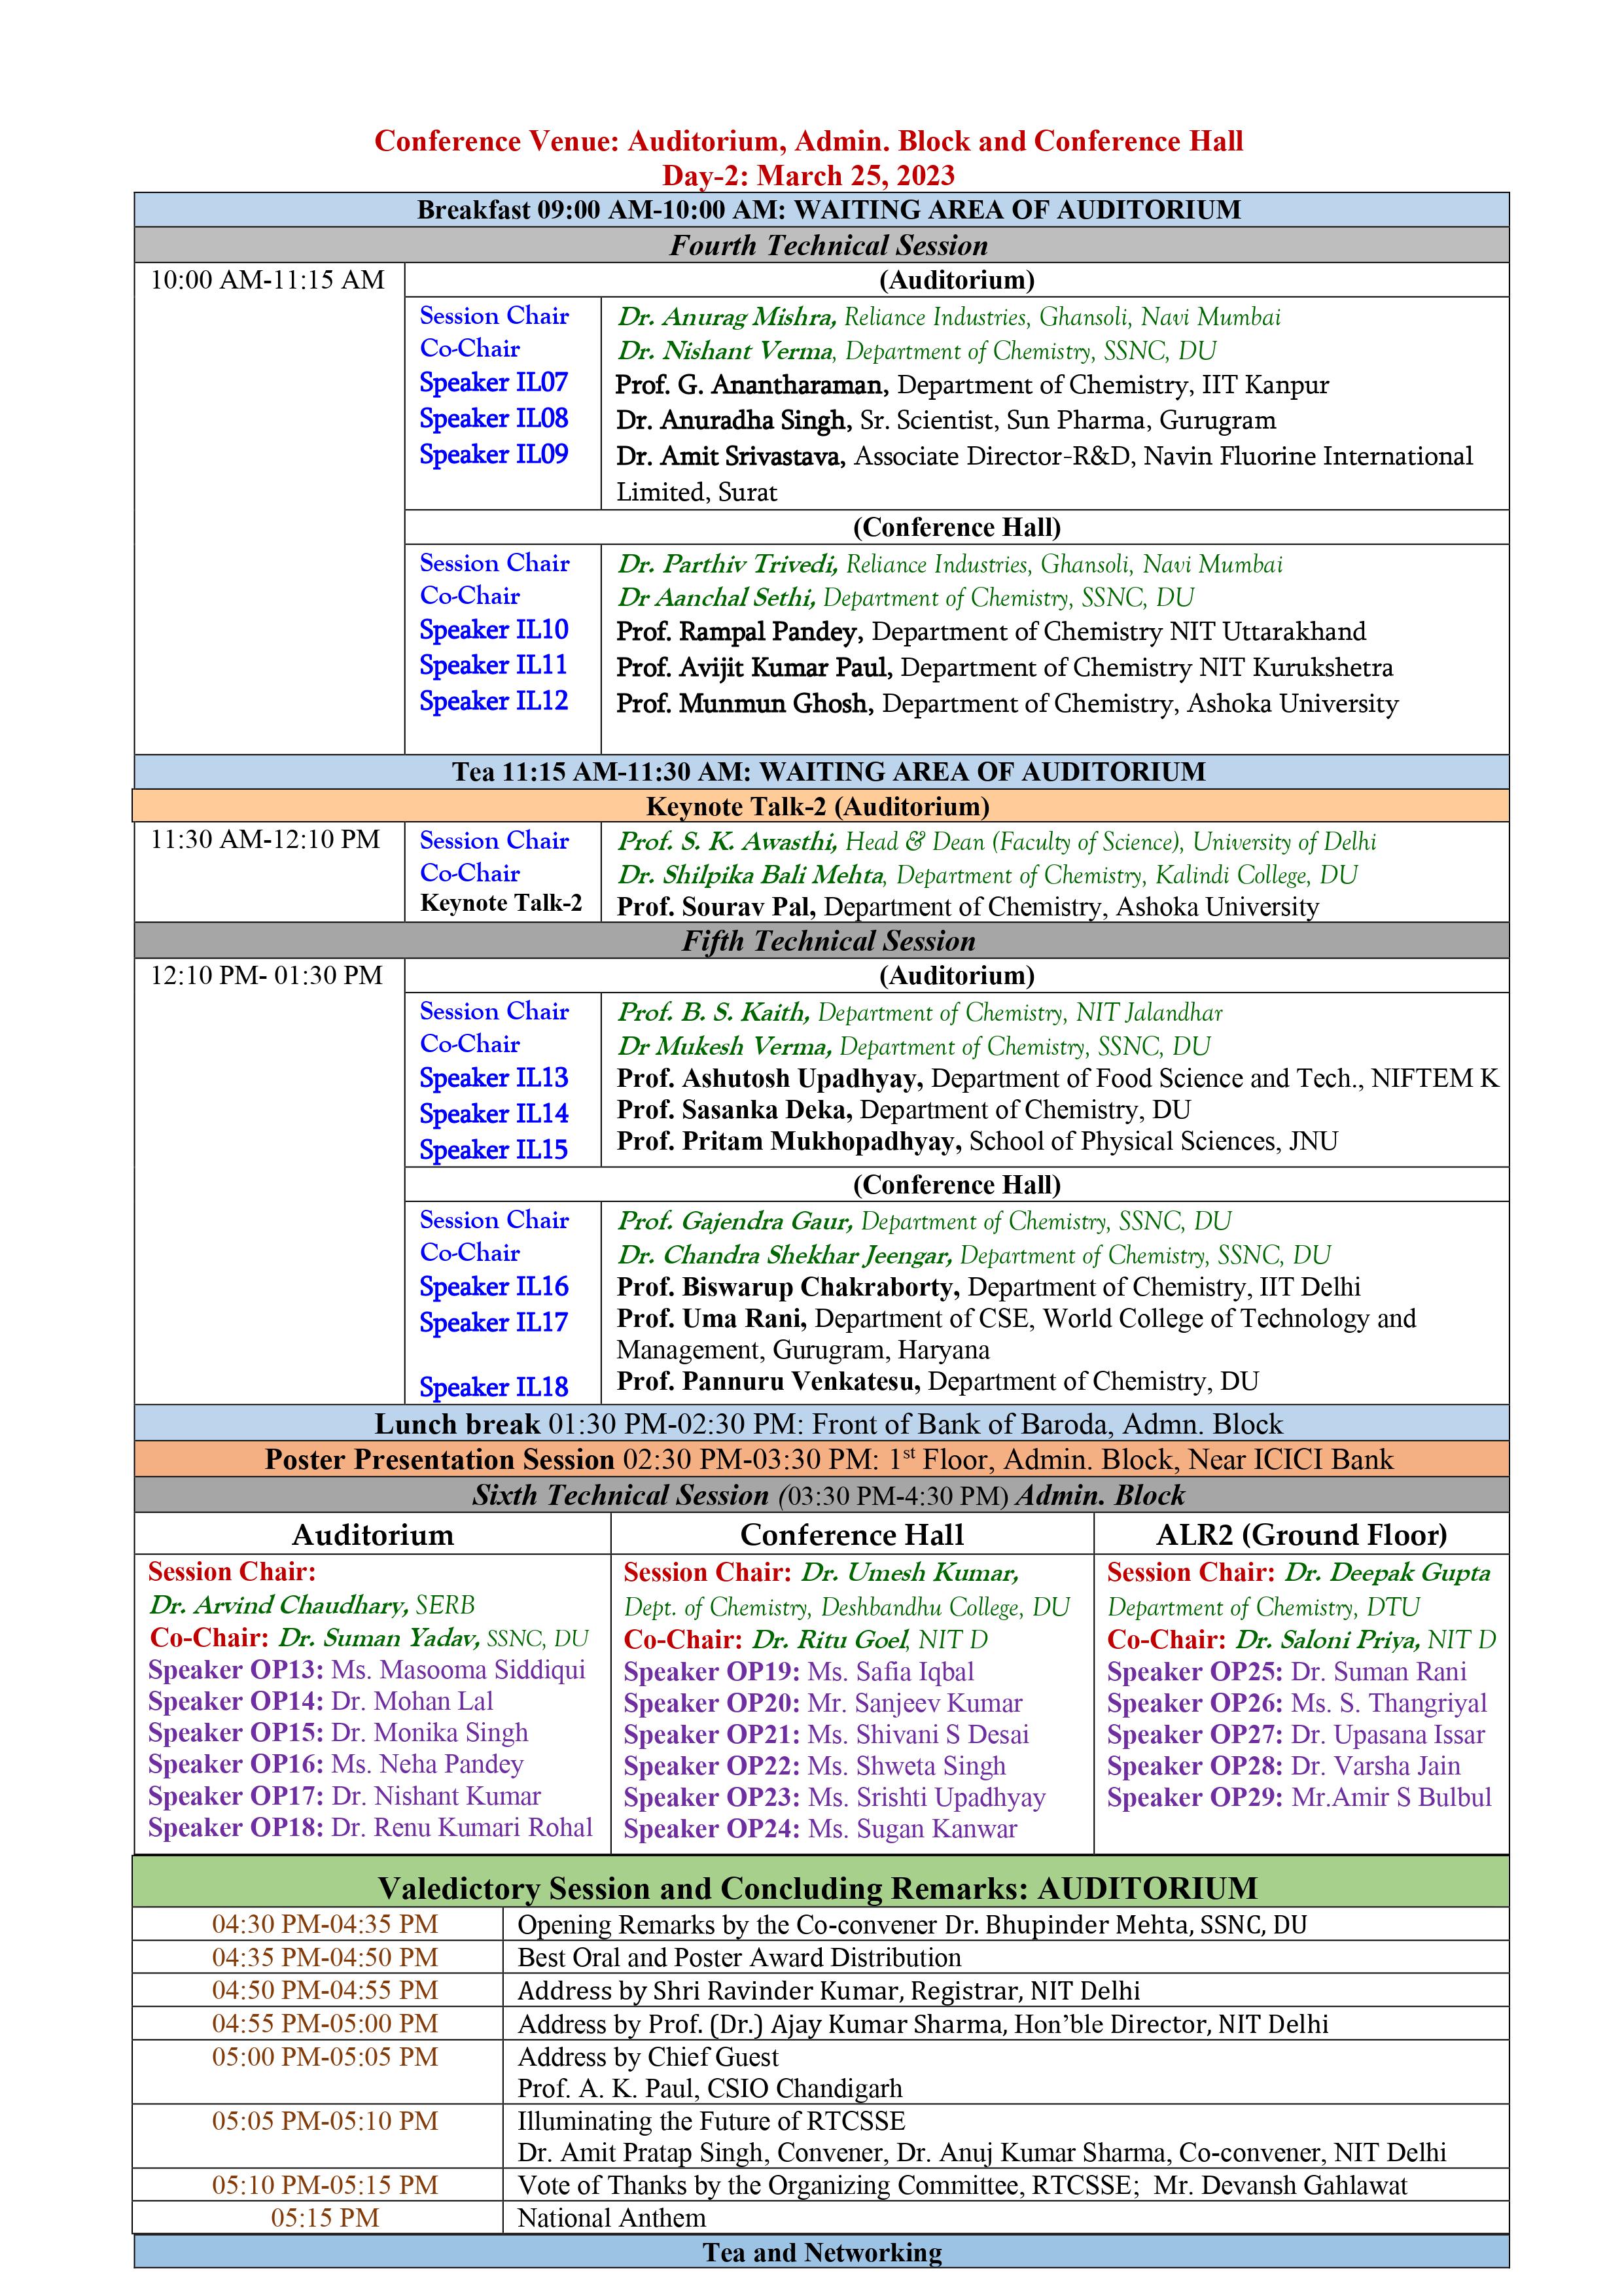 Conference Venue: Auditorium, Admin. Block and Conference Hall
Day-2: March 25, 2023
Breakfast 09:00 AM-10:00 AM: WAITING AREA OF AUDITORIUM
Fourth Technical Session
10:00 AM-11:15 AM
(Auditorium)
Session Chair Dr. Anurag Mishra, Reliance Industries, Ghansoli, Navi Mumbai
Co-Chair Dr. Nishant Verma, Department of Chemistry, SSNC, DU
Speaker IL07 Prof. G. Anantharaman, Department of Chemistry, IIT Kanpur
Speaker IL08 Dr. Anuradha Singh, Sr. Scientist, Sun Pharma, Gurugram
Speaker IL09 Dr. Amit Srivastava, Associate Director-R&D, Navin Fluorine International
Limited, Surat
(Conference Hall)
Session Chair Dr. Parthiv Trivedi, Reliance Industries, Ghansoli, Navi Mumbai
Co-Chair Dr Aanchal Sethi, Department of Chemistry, SSNC, DU
Speaker IL10 Prof. Rampal Pandey, Department of Chemistry NIT Uttarakhand
Speaker IL11 Prof. Avijit Kumar Paul, Department of Chemistry NIT Kurukshetra
Speaker IL12 Prof. Munmun Ghosh, Department of Chemistry, Ashoka University
Tea 11:15 AM-11:30 AM: WAITING AREA OF AUDITORIUM
Keynote Talk-2 (Auditorium)
11:30 AM-12:10 PM
Session Chair Prof. S. K. Awasthi, Head & Dean (Faculty of Science), University of Delhi
Co-Chair Dr. Shilpika Bali Mehta, Department of Chemistry, Kalindi College, DU
Keynote Talk-2 Prof. Sourav Pal, Department of Chemistry, Ashoka University
Fifth Technical Session
12:10 PM- 01:30 PM
(Auditorium)
Session Chair Prof. B. S. Kaith, Department of Chemistry, NIT Jalandhar
Co-Chair Dr Mukesh Verma, Department of Chemistry, SSNC, DU
Speaker IL13 Prof. Ashutosh Upadhyay, Department of Food Science and Tech., NIFTEM K
Speaker IL14 Prof. Sasanka Deka, Department of Chemistry, DU
Speaker IL15 Prof. Pritam Mukhopadhyay, School of Physical Sciences, JNU
(Conference Hall)
Session Chair Prof. Gajendra Gaur, Department of Chemistry, SSNC, DU
Co-Chair Dr. Chandra Shekhar Jeengar, Department of Chemistry, SSNC, DU
Speaker IL16 Prof. Biswarup Chakraborty, Department of Chemistry, IIT Delhi
Speaker IL17 Prof. Uma Rani, Department of CSE, World College of Technology and
Management, Gurugram, Haryana
Speaker IL18 Prof. Pannuru Venkatesu, Department of Chemistry, DU
Lunch break 01:30 PM-02:30 PM: Front of Bank of Baroda, Admn. Block
Poster Presentation Session 02:30 PM-03:30 PM: 1st Floor, Admin. Block, Near ICICI Bank
Sixth Technical Session (03:30 PM-4:30 PM) Admin. Block
Auditorium
Session Chair:
Dr. Arvind Chaudhary, SERB
Co-Chair: Dr. Suman Yadav, SSNC, DU
Speaker OP13: Ms. Masooma Siddiqui
Speaker OP14: Dr. Mohan Lal
Speaker OP15: Dr. Monika Singh
Speaker OP16: Ms. Neha Pandey
Speaker OP17: Dr. Nishant Kumar
Speaker OP18: Dr. Renu Kumari Rohal
Conference Hall
Session Chair: Dr. Umesh Kumar,
Dept. of Chemistry, Deshbandhu College, DU
Co-Chair: Dr. Ritu Goel, NIT D
Speaker OP19: Ms. Safia Iqbal
Speaker OP20: Mr. Sanjeev Kumar
Speaker OP21: Ms. Shivani S Desai
Speaker OP22: Ms. Shweta Singh
Speaker OP23: Ms. Srishti Upadhyay
Speaker OP24: Ms. Sugan Kanwar
ALR2 (Ground Floor)
Session Chair: Dr. Deepak Gupta
Department of Chemistry, DTU
Co-Chair: Dr. Saloni Priya, NIT D
Speaker OP25: Dr. Suman Rani
Speaker OP26: Ms. S. Thangriyal
Speaker OP27: Dr. Upasana Issar
Speaker OP28: Dr. Varsha Jain
Speaker OP29: Mr.Amir S Bulbul
Valedictory Session and Concluding Remarks: AUDITORIUM
04:30 PM-04:35 PM Opening Remarks by the Co-convener Dr. Bhupinder Mehta, SSNC, DU
04:35 PM-04:50 PM Best Oral and Poster Award Distribution
04:50 PM-04:55 PM Address by Shri Ravinder Kumar, Registrar, NIT Delhi
04:55 PM-05:00 PM Address by Prof. (Dr.) Ajay Kumar Sharma, Hon’ble Director, NIT Delhi
05:00 PM-05:05 PM Address by Chief Guest
Prof. A. K. Paul, CSIO Chandigarh
05:05 PM-05:10 PM Illuminating the Future of RTCSSE
Dr. Amit Pratap Singh, Convener, Dr. Anuj Kumar Sharma, Co-convener, NIT Delhi
05:10 PM-05:15 PM Vote of Thanks by the Organizing Committee, RTCSSE; Mr. Devansh Gahlawat
05:15 PM National Anthem
Tea and Networking